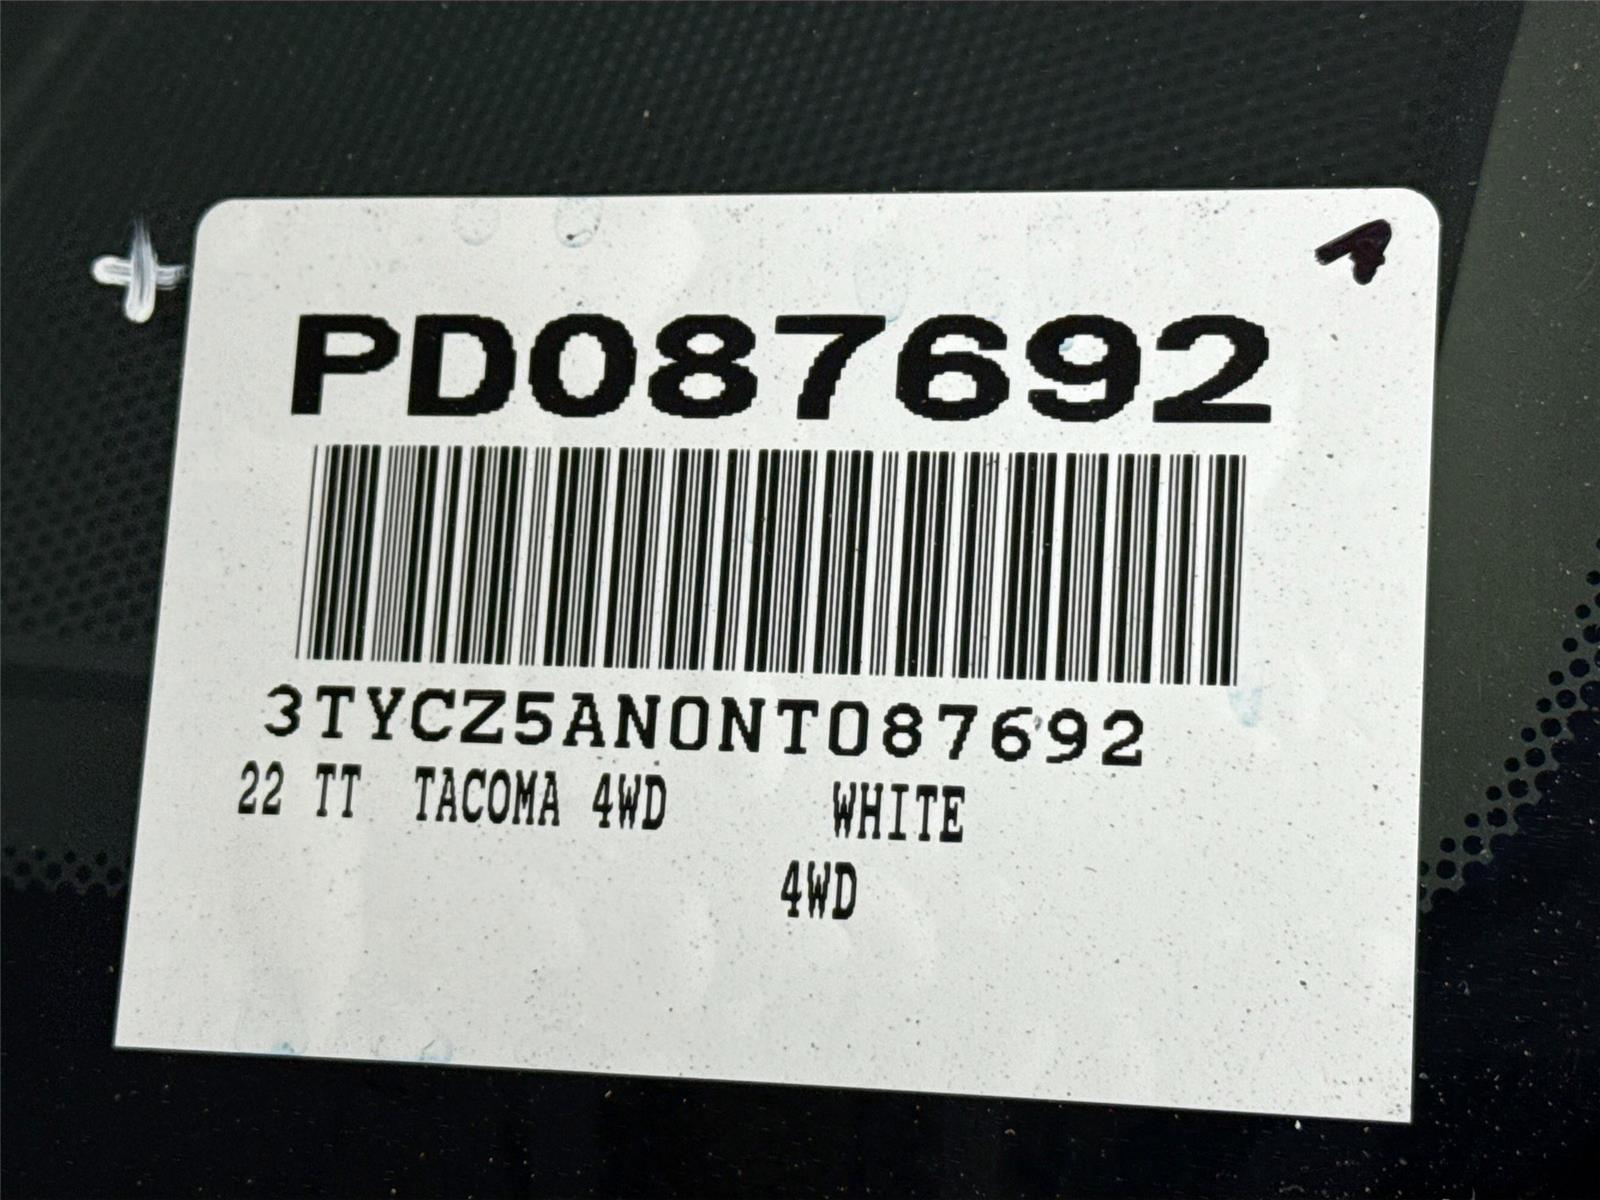 PD087692
3TYCZ5AN0NT087692
22 TT TACOMA 4WD WHITE
4WD